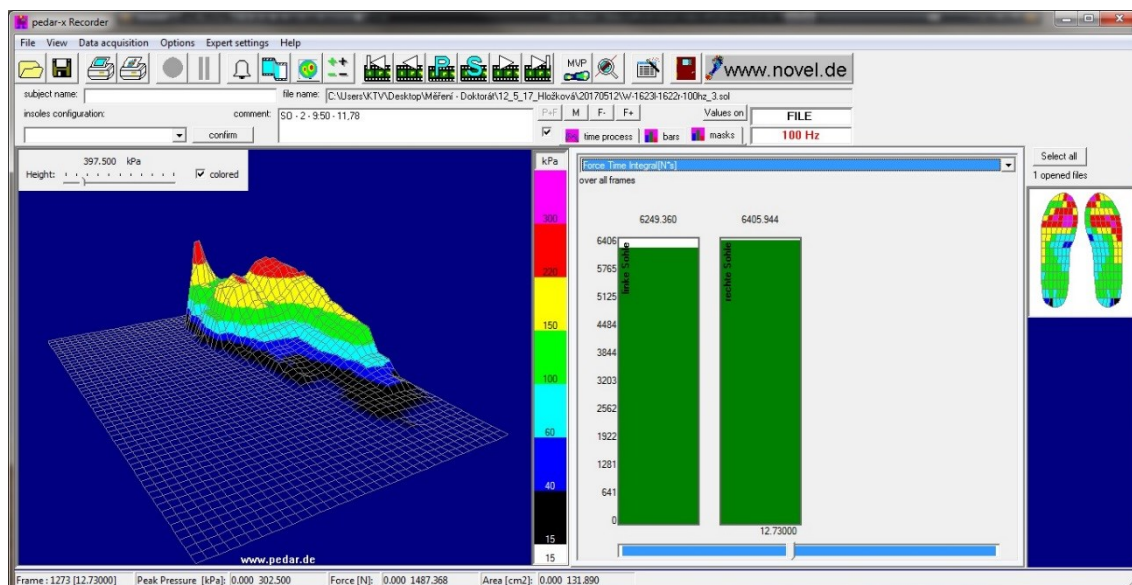 pedar-x Recorder
File View Data acquisition Options Expert settings Help
MVP www.novel.de
subject name: file name: C:\Users\KTV\Desktop\Měření - Doktorát\12_5_17_Hložková\20170512\W-1623l-1622r-100hz_3.sol
insoles configuration: comment: SO - 2 - 9:50 - 11,78 P+F M F- F+ Values on FILE
confirm time process bars masks 100 Hz
397.500 kPa
Height: colored
kPa
300
220
150
100
60
40
15
15
www.pedar.de
Force Time Integral[N*s]
over all frames
6249.360 6405.944
linke Sohle
rechte Sohle
6406
5765
5125
4484
3844
3203
2562
1922
1281
641
0
12.73000
Select all
1 opened files
Frame : 1273 [12.73000] Peak Pressure [kPa]: 0.000 302.500 Force [N]: 0.000 1487.368 Area [cm2]: 0.000 131.890